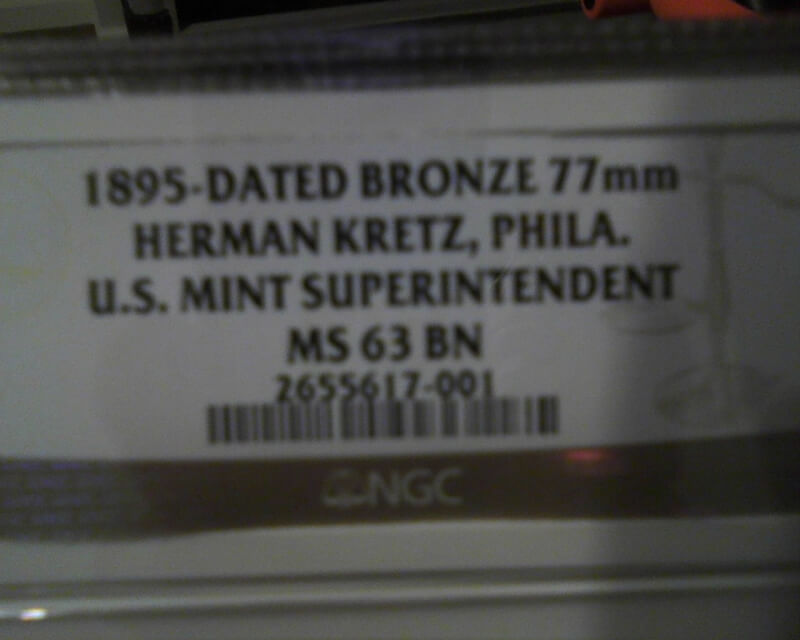 1895-DATED BRONZE 77mm
HERMAN KRETZ, PHILA.
U.S. MINT SUPERINTENDENT
MS 63 BN
2655617-001
NGC